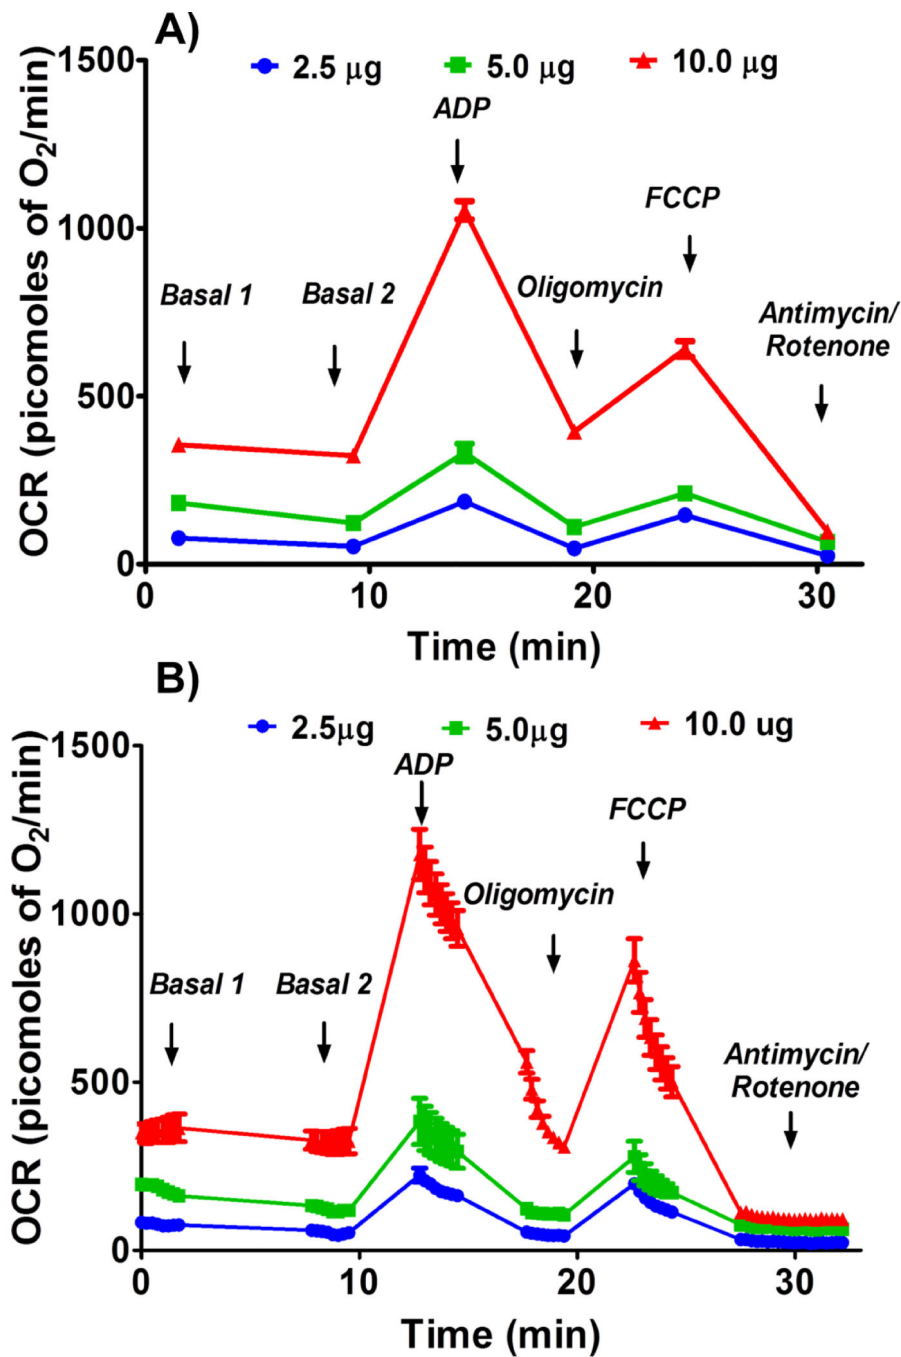 A)
OCR (picomoles of O2/min)
1500
1000
500
0
2.5 μg
5.0 μg
10.0 μg
ADP
FCCP
Basal 1
Basal 2
Oligomycin
Antimycin/
Rotenone
0
10
20
30
Time (min)
B)
OCR (picomoles of O2/min)
1500
1000
500
0
2.5μg
5.0μg
10.0 ug
ADP
FCCP
Oligomycin
Basal 1
Basal 2
Antimycin/
Rotenone
0
10
20
30
Time (min)